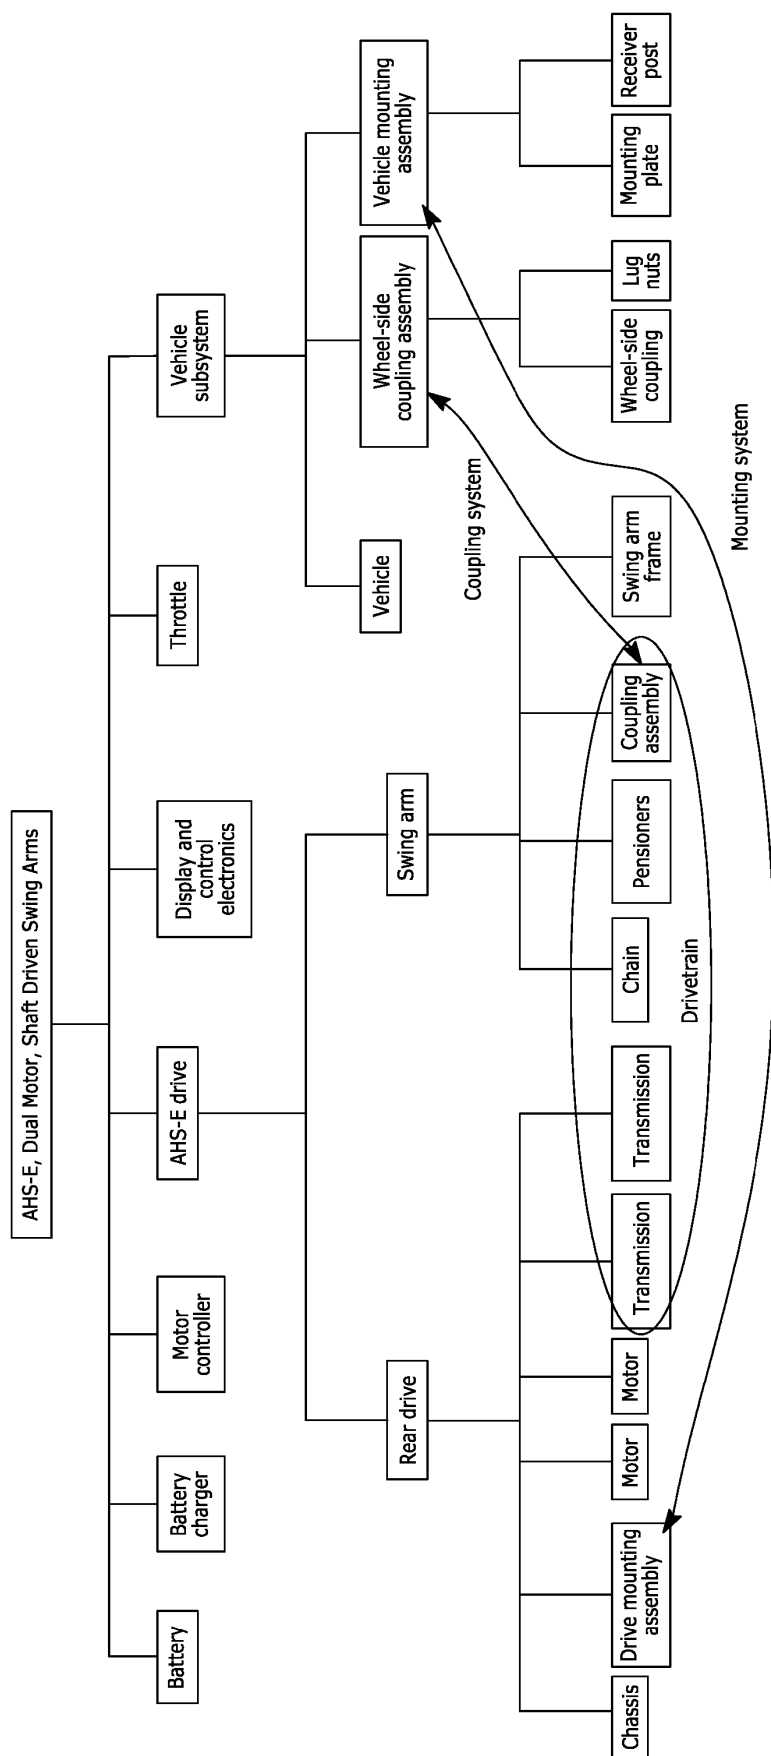 AHS-E, Dual Motor, Shaft Driven Swing Arms
Battery
Battery
charger
Motor
controller
AHS-E drive
Display and
control
electronics
Throttle
Vehicle
subsystem
Rear drive
Swing arm
Vehicle
Wheel-side
coupling assembly
Vehicle mounting
assembly
Coupling system
Chassis
Drive mounting
assembly
Motor
Motor
Transmission
Transmission
Chain
Pensioners
Coupling
assembly
Swing arm
frame
Wheel-side
coupling
Lug
nuts
Mounting
plate
Receiver
post
Drivetrain
Mounting system